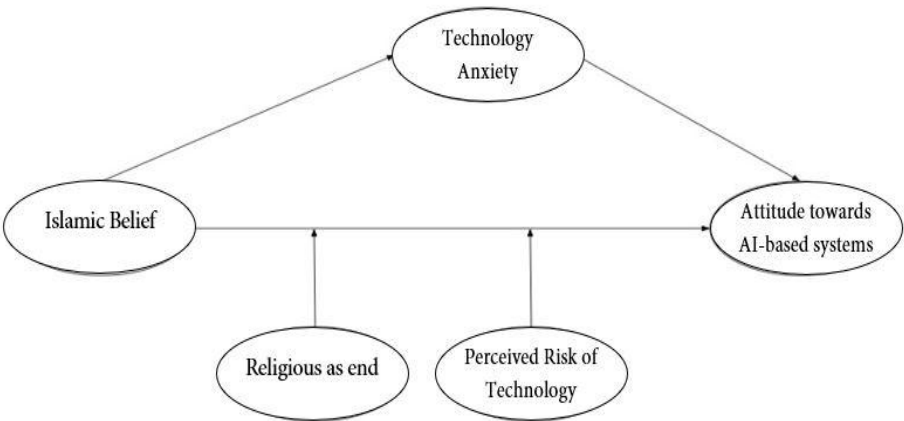 Technology
Anxiety
Islamic Belief
Attitude towards
AI-based systems
Religious as end
Perceived Risk of
Technology